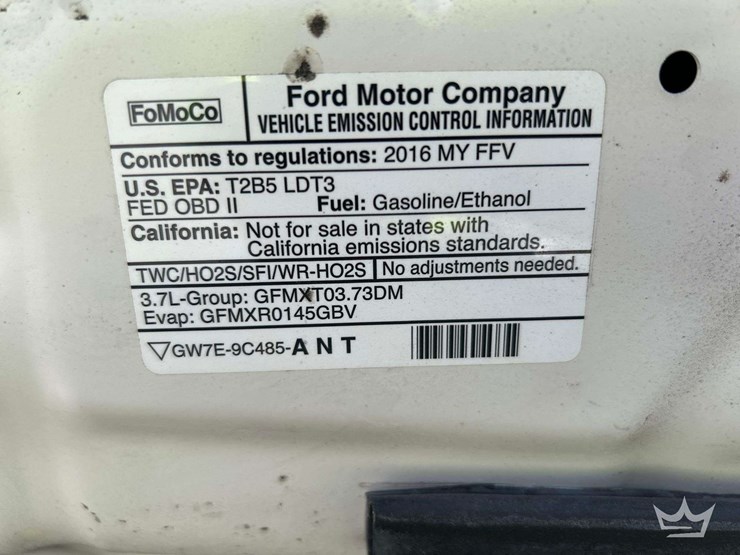 FoMoCo
Ford Motor Company
VEHICLE EMISSION CONTROL INFORMATION
Conforms to regulations: 2016 MY FFV
U.S. EPA: T2B5 LDT3
FED OBD II Fuel: Gasoline/Ethanol
California: Not for sale in states with
California emissions standards.
TWC/HO2S/SFI/WR-HO2S No adjustments needed.
3.7L-Group: GFMXT03.73DM
Evap: GFMXR0145GBV
GW7E-9C485-A N T